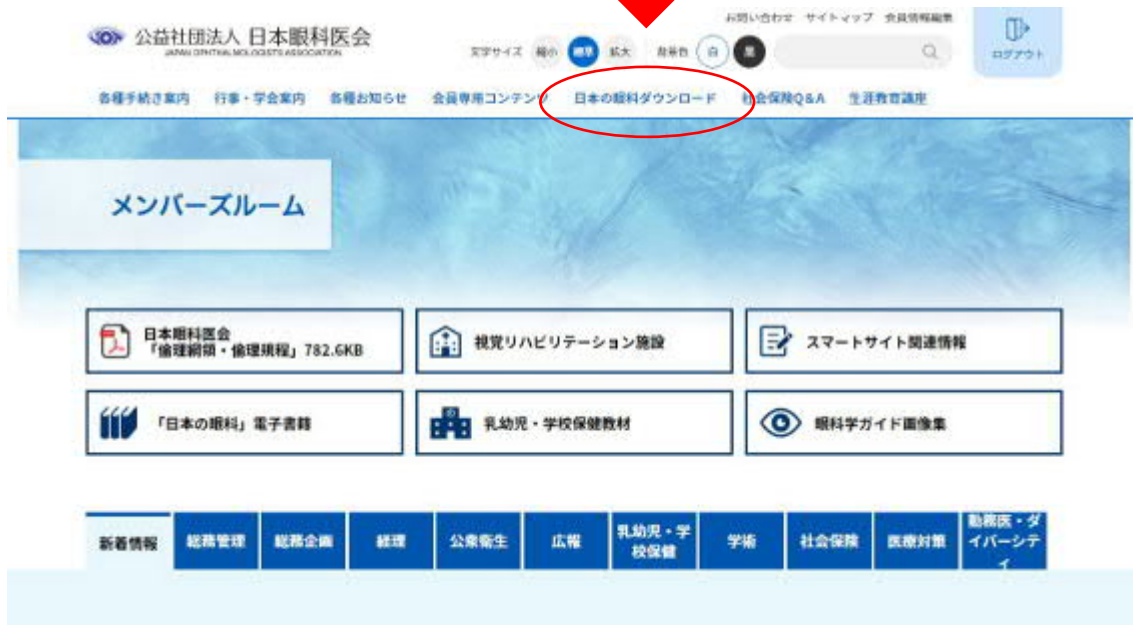 お問い合わせ サイトマップ 会員情報編集
公益社団法人 日本眼科医会
JAPAN OPHTHALMOLOGISTS ASSOCIATION
文字サイズ 縮小 標準 拡大 背景色 白 黒
ログアウト
各種手続き案内 行事・学会案内 各種お知らせ 会員専用コンテンツ 日本の眼科ダウンロード 社会保険Q&A 生涯教育講座
メンバーズルーム
日本眼科医会
「倫理綱領・倫理規程」782.6KB
視覚リハビリテーション施設
スマートサイト関連情報
「日本の眼科」電子書籍
乳幼児・学校保健教材
眼科学ガイド画像集
新着情報 総務管理 総務企画 経理 公衆衛生 広報
乳幼児・学
校保健
学術 社会保険 医療対策
勤務医・ダ
イバーシテ
ィ